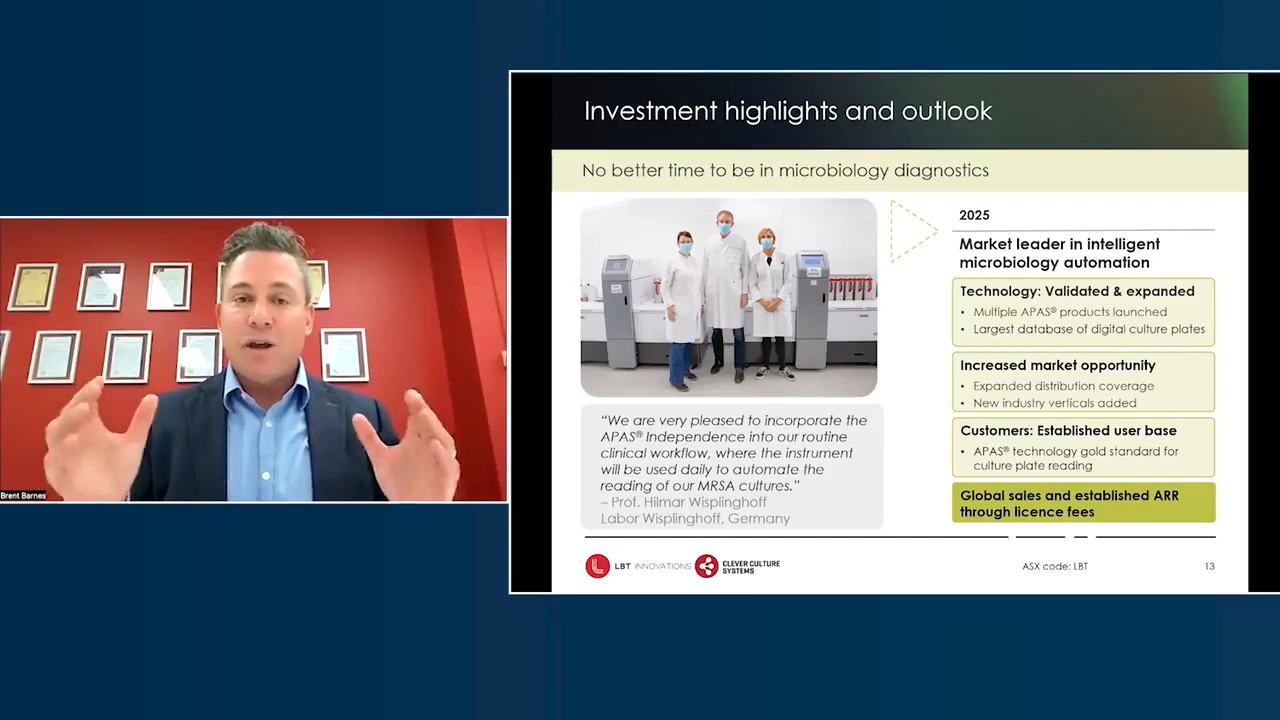 Brent Barnes
Investment highlights and outlook
No better time to be in microbiology diagnostics
“We are very pleased to incorporate the
APAS® Independence into our routine
clinical workflow, where the instrument
will be used daily to automate the
reading of our MRSA cultures.”
– Prof. Hilmar Wisplinghoff
Labor Wisplinghoff, Germany
2025
Market leader in intelligent
microbiology automation
Technology: Validated & expanded
• Multiple APAS® products launched
• Largest database of digital culture plates
Increased market opportunity
• Expanded distribution coverage
• New industry verticals added
Customers: Established user base
• APAS® technology gold standard for
culture plate reading
Global sales and established ARR
through licence fees
LBT INNOVATIONS
CLEVER CULTURE
SYSTEMS
ASX code: LBT
13